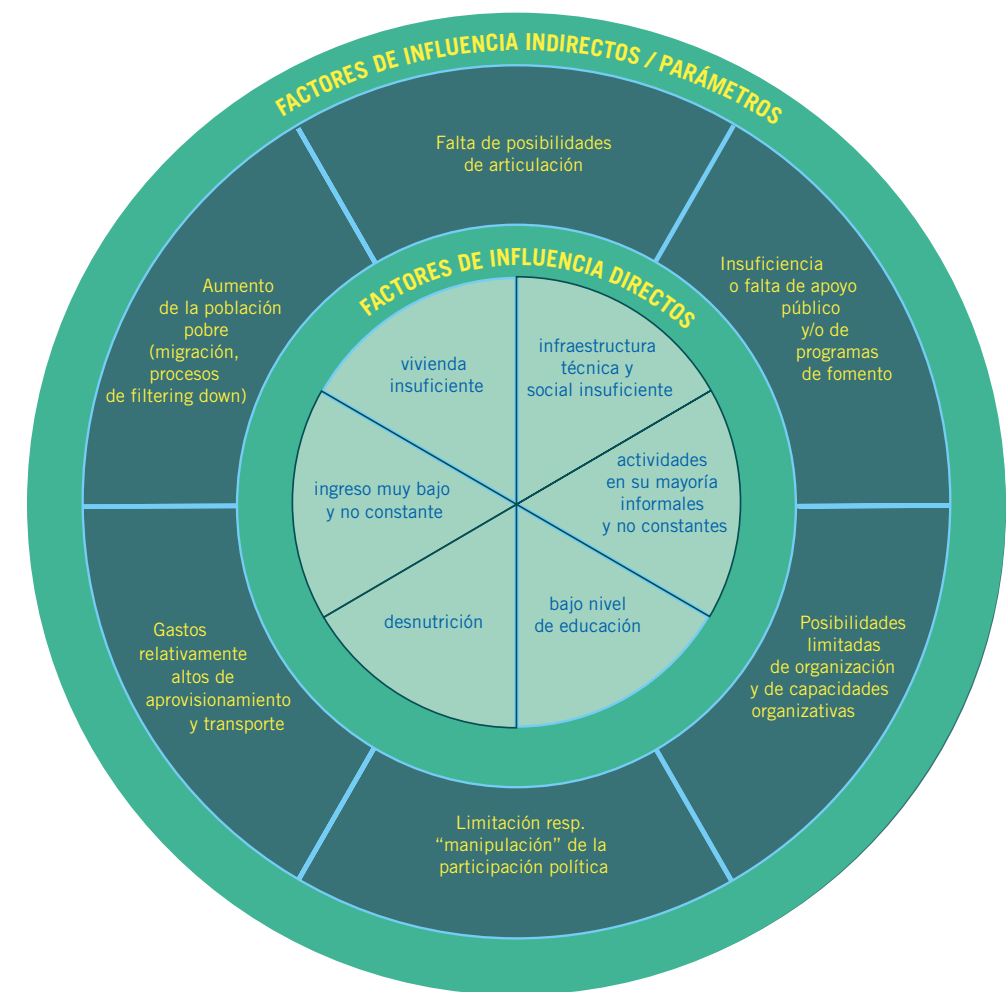 FACTORES DE INFLUENCIA INDIRECTOS / PARÁMETROS
Falta de posibilidades
de articulación
Insuficiencia
o falta de apoyo
público
y/o de
programas
de fomento
Posibilidades
limitadas
de organización
y de capacidades
organizativas
Limitación resp.
“manipulación” de la
participación política
Gastos
relativamente
altos de
aprovisionamiento
y transporte
Aumento
de la población
pobre
(migración,
procesos
de filtering down)
FACTORES DE INFLUENCIA DIRECTOS
vivienda
insuficiente
infraestructura
técnica y
social insuficiente
actividades
en su mayoría
informales
y no constantes
bajo nivel
de educación
desnutrición
ingreso muy bajo
y no constante